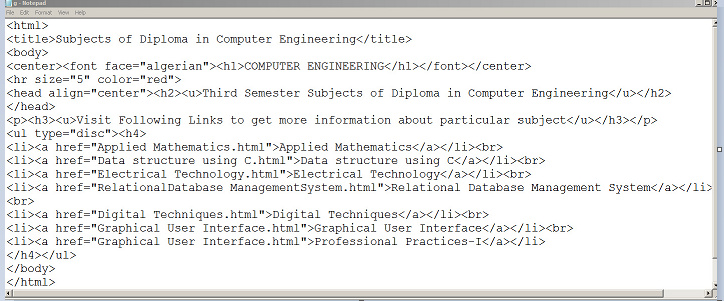 - Notepad
File Edit Format View Help
<html>
<title>Subjects of Diploma in Computer Engineering</title>
<body>
<center><font face="algerian"><h1>COMPUTER ENGINEERING</h1></font></center>
<hr size="5" color="red">
<head align="center"><h2><u>Third Semester Subjects of Diploma in Computer Engineering</u></h2>
</head>
<p><h3><u>Visit Following Links to get more information about particular subject</u></h3></p>
<ul type="disc"><h4>
<li><a href="Applied Mathematics.html">Applied Mathematics</a></li><br>
<li><a href="Data structure using C.html">Data structure using C</a></li><br>
<li><a href="Electrical Technology.html">Electrical Technology</a></li><br>
<li><a href="RelationalDatabase ManagementSystem.html">Relational Database Management System</a></li>
<br>
<li><a href="Digital Techniques.html">Digital Techniques</a></li><br>
<li><a href="Graphical User Interface.html">Graphical User Interface</a></li><br>
<li><a href="Graphical User Interface.html">Professional Practices-I</a></li>
</h4></ul>
</body>
</html>